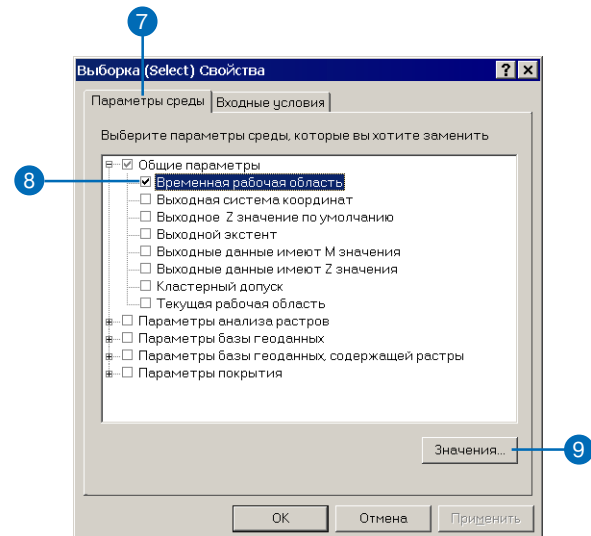 7
Выборка (Select) Свойства
Параметры среды
Входные условия
Выберите параметры среды, которые вы хотите заменить
Общие параметры
8
Временная рабочая область
Выходная система координат
Выходное Z значение по умолчанию
Выходной экстент
Выходные данные имеют M значения
Выходные данные имеют Z значения
Кластерный допуск
Текущая рабочая область
Параметры анализа растров
Параметры базы геоданных
Параметры базы геоданных, содержащей растры
Параметры покрытия
Значения...
9
OK
Отмена
Применить